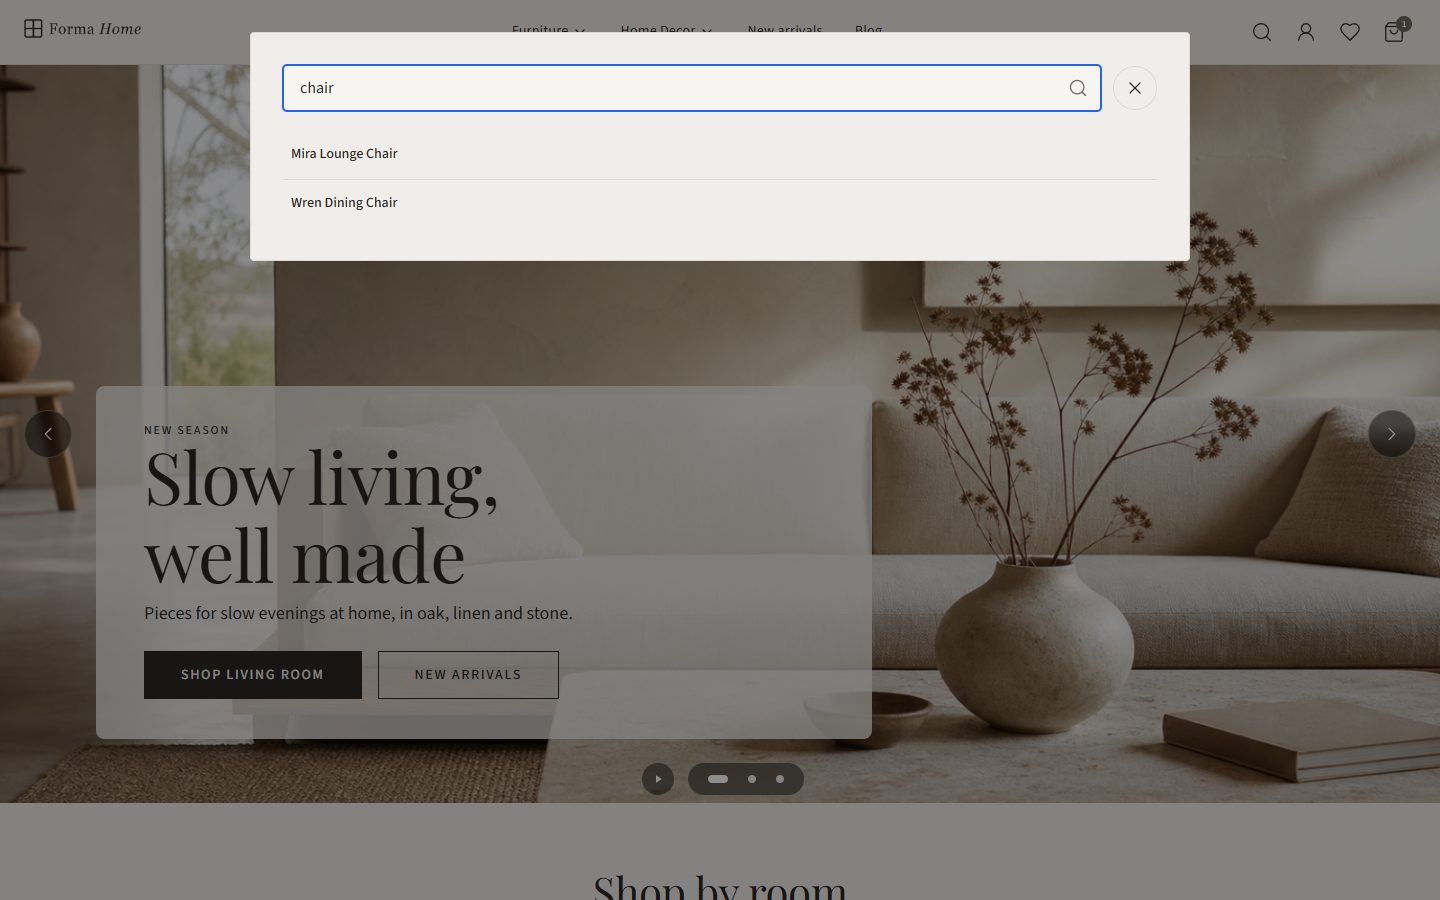 Forma Home
Furniture
Home Decor
New arrivals
Blog
1
chair
Mira Lounge Chair
Wren Dining Chair
NEW SEASON
Slow living,
well made
Pieces for slow evenings at home, in oak, linen and stone.
SHOP LIVING ROOM
NEW ARRIVALS
Shop by room